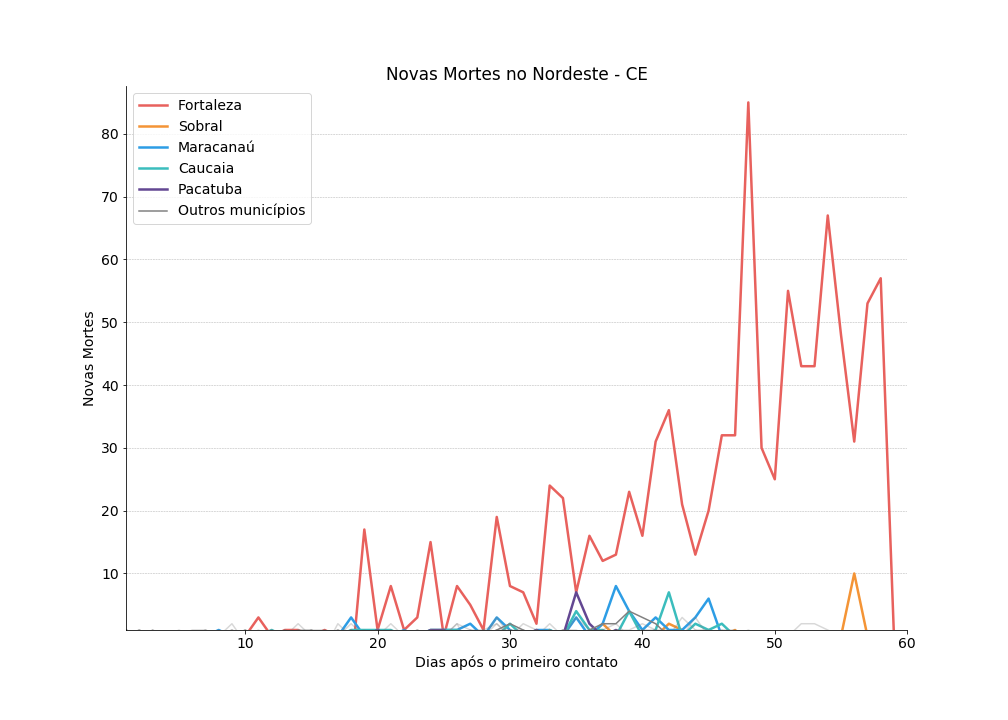 Novas Mortes no Nordeste - CE
Fortaleza
Sobral
Maracanaú
Caucaia
Pacatuba
Outros municípios
80
70
60
50
40
30
20
10
Novas Mortes
10 20 30 40 50 60
Dias após o primeiro contato